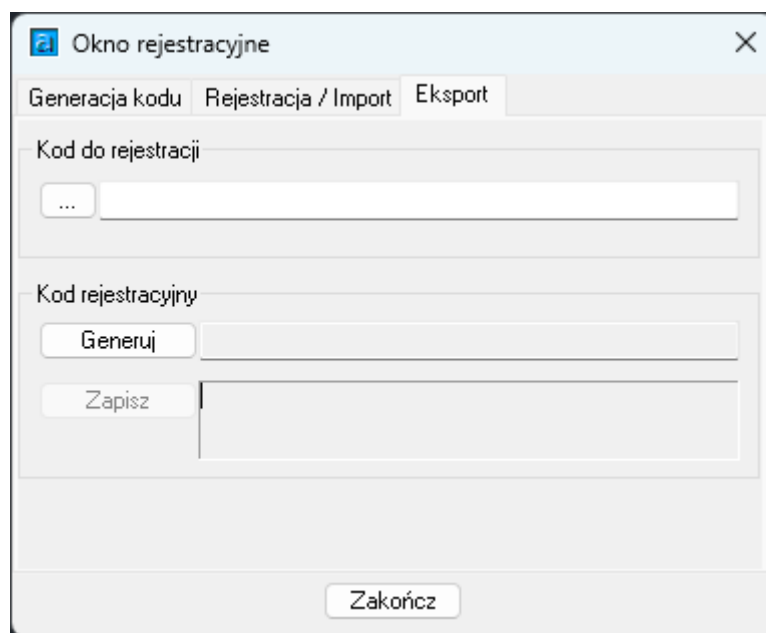 Okno rejestracyjne
Generacja kodu Rejestracja / Import Eksport
Kod do rejestracji
...
Kod rejestracyjny
Generuj
Zapisz
Zakończ